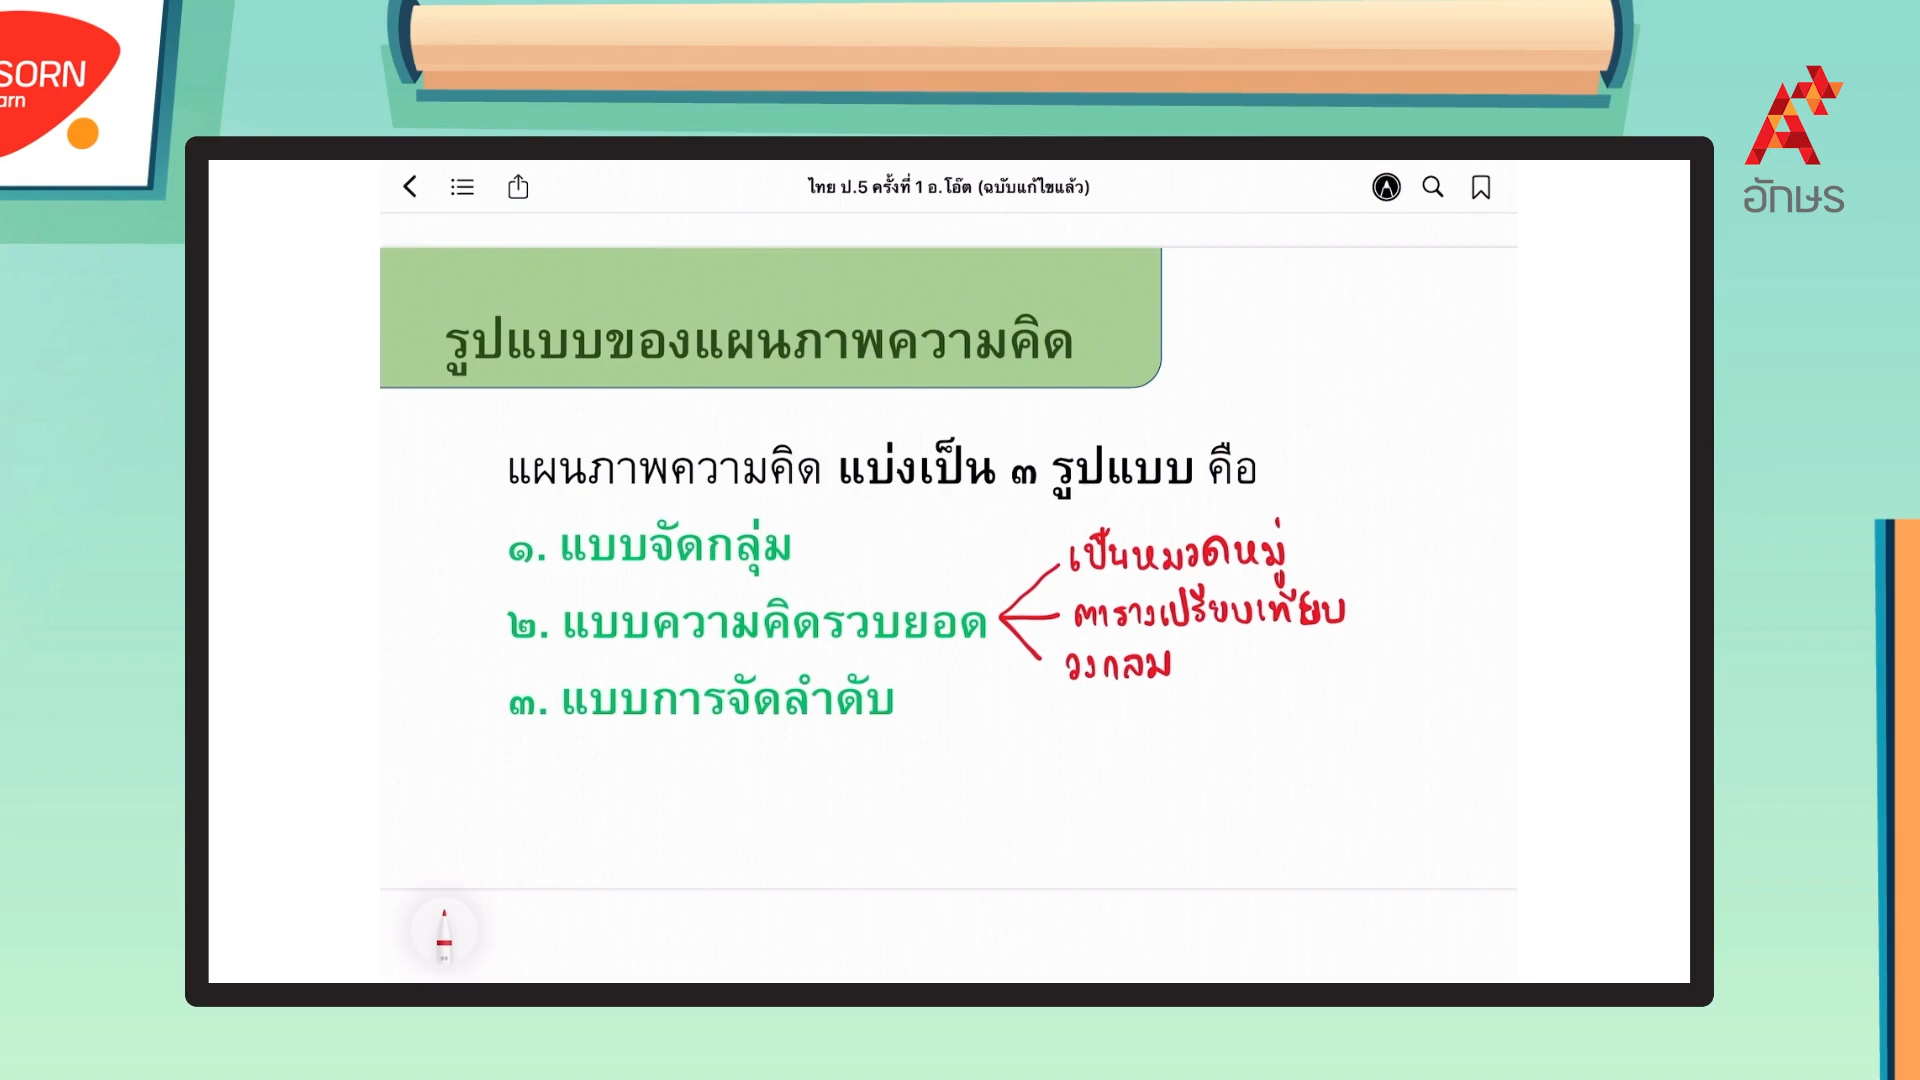 SORN
arn
อักษร
ไทย ป.5 ครั้งที่ 1 อ.โอ๊ต (ฉบับแก้ไขแล้ว)
รูปแบบของแผนภาพความคิด
แผนภาพความคิด แบ่งเป็น ๓ รูปแบบ คือ
๑. แบบจัดกลุ่ม
เป็นหมวดหมู่
๒. แบบความคิดรวบยอด
ตารางเปรียบเทียบ
วงกลม
๓. แบบการจัดลำดับ